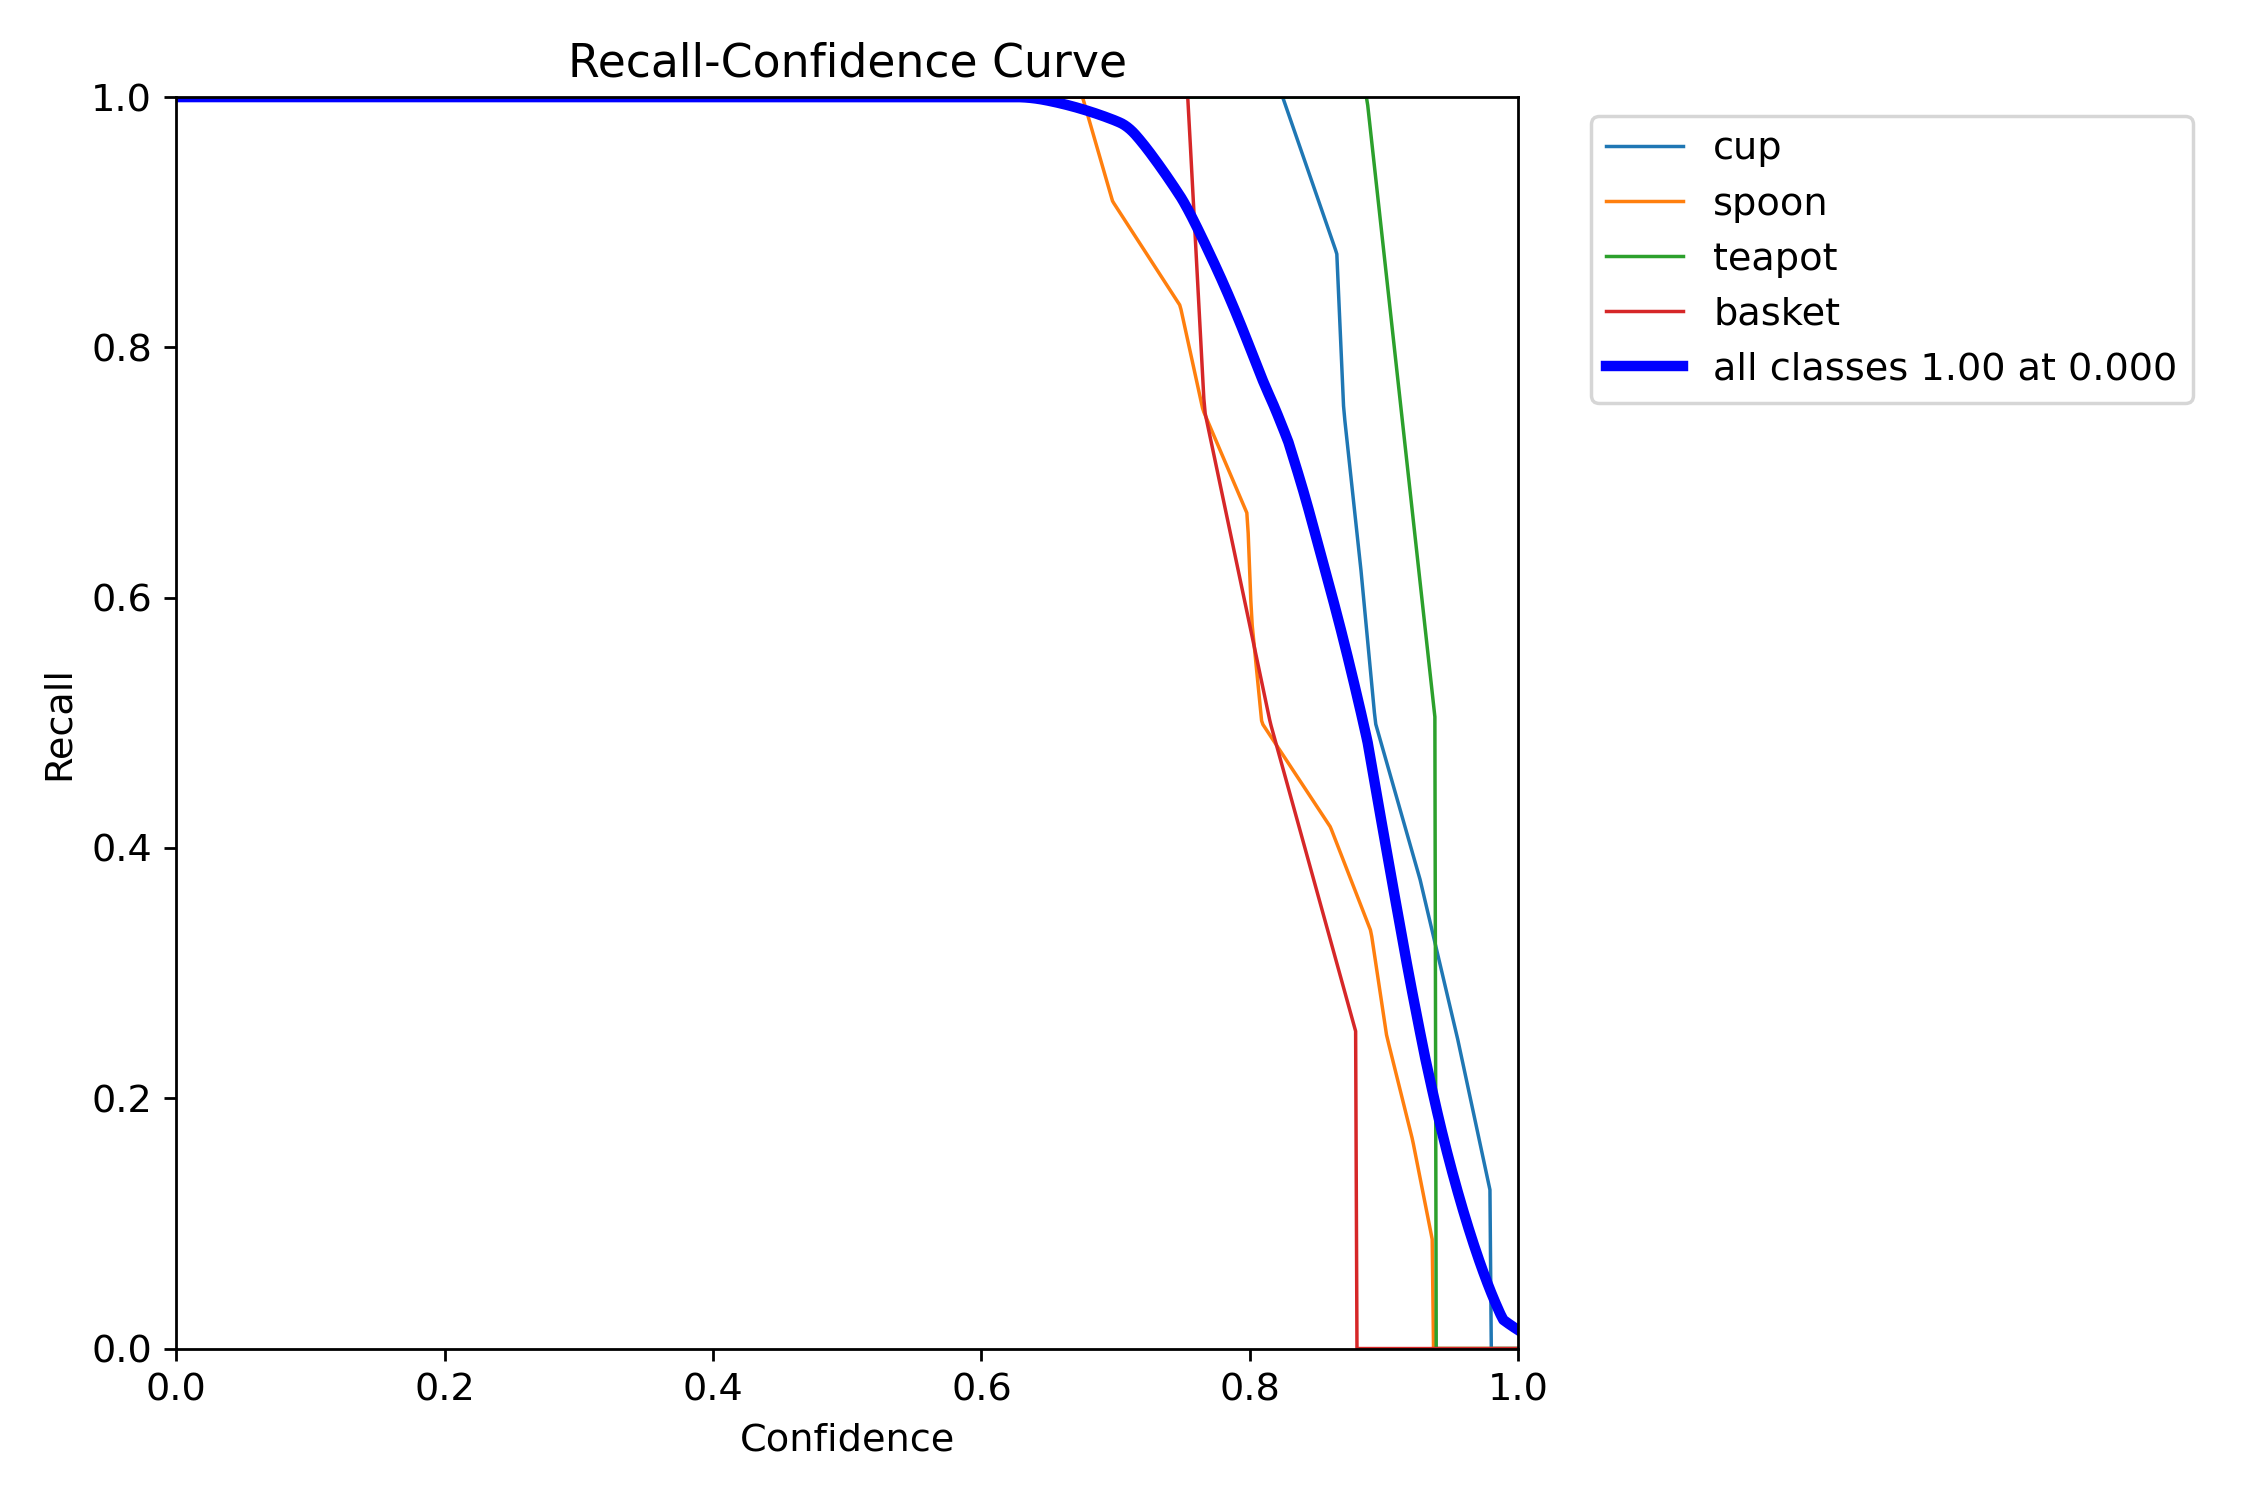 Recall-Confidence Curve
1.0
0.8
0.6
0.4
0.2
0.0
Recall
0.0 0.2 0.4 0.6 0.8 1.0
Confidence
cup
spoon
teapot
basket
all classes 1.00 at 0.000